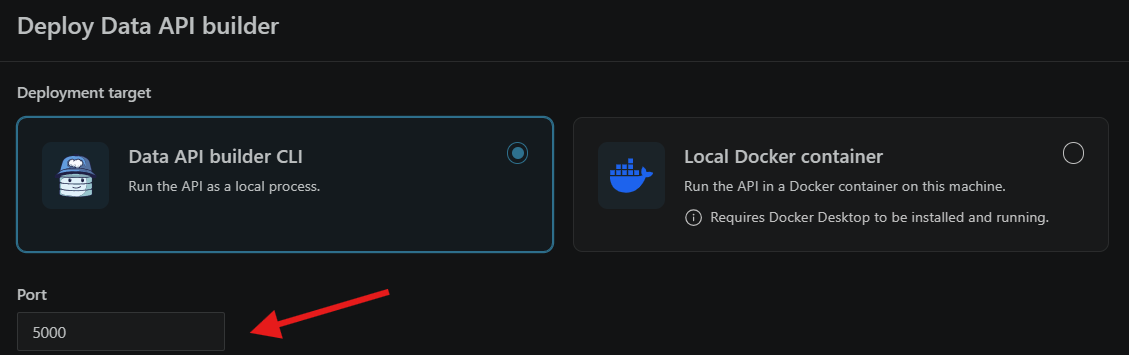 Deploy Data API builder
Deployment target
Data API builder CLI
Run the API as a local process.
Local Docker container
Run the API in a Docker container on this machine.
Requires Docker Desktop to be installed and running.
Port
5000